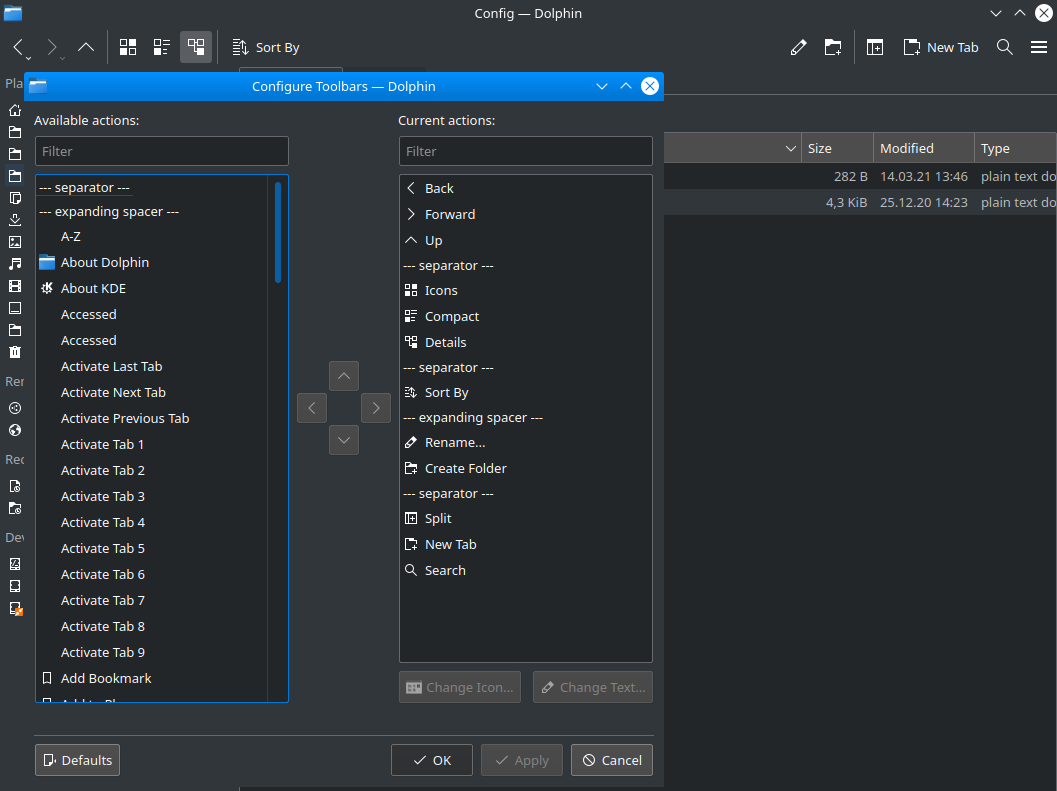 Config — Dolphin
Sort By
New Tab
Configure Toolbars — Dolphin
Available actions:
Filter
--- separator ---
--- expanding spacer ---
A-Z
About Dolphin
About KDE
Accessed
Accessed
Activate Last Tab
Activate Next Tab
Activate Previous Tab
Activate Tab 1
Activate Tab 2
Activate Tab 3
Activate Tab 4
Activate Tab 5
Activate Tab 6
Activate Tab 7
Activate Tab 8
Activate Tab 9
Add Bookmark
Current actions:
Filter
Back
Forward
Up
--- separator ---
Icons
Compact
Details
--- separator ---
Sort By
--- expanding spacer ---
Rename...
Create Folder
--- separator ---
Split
New Tab
Search
Change Icon...
Change Text...
Defaults
OK
Apply
Cancel
Pla
Rer
Rec
Dev
Size
Modified
Type
282 B
14.03.21 13:46
plain text do
4,3 KiB
25.12.20 14:23
plain text do